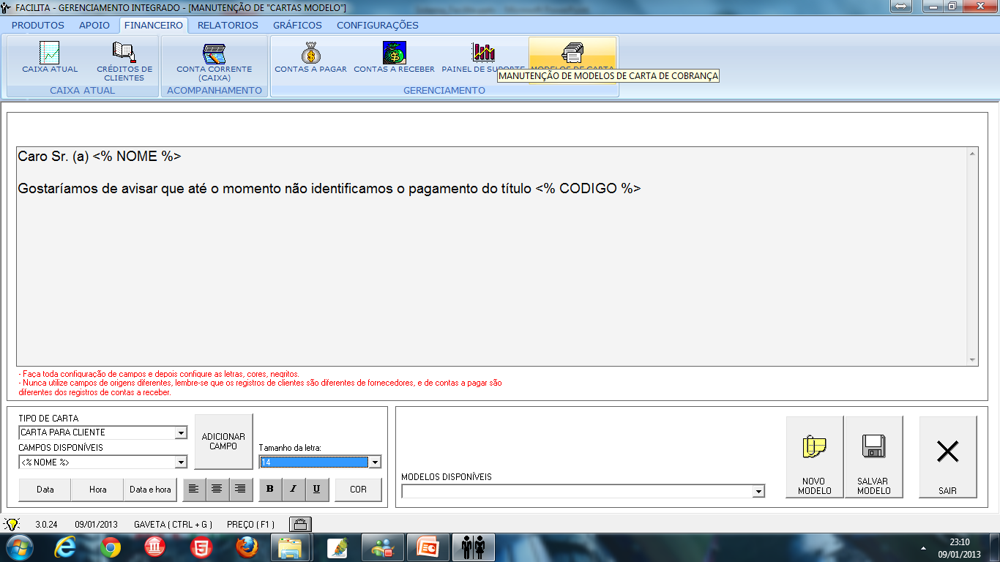 FACILITA - GERENCIAMENTO INTEGRADO - [MANUTENÇÃO DE "CARTAS MODELO"]
PRODUTOS APOIO FINANCEIRO RELATORIOS GRÁFICOS CONFIGURAÇÕES
CAIXA ATUAL
CRÉDITOS DE
CLIENTES
CONTA CORRENTE
(CAIXA)
CONTAS A PAGAR
CONTAS A RECEBER
PAINEL DE SUPORTE
MODELOS DE CARTA
MANUTENÇÃO DE MODELOS DE CARTA DE COBRANÇA
CAIXA ATUAL
ACOMPANHAMENTO
GERENCIAMENTO
Caro Sr. (a) <% NOME %>
Gostaríamos de avisar que até o momento não identificamos o pagamento do título <% CODIGO %>
- Faça toda configuração de campos e depois configure as letras, cores, negritos.
- Nunca utilize campos de origens diferentes, lembre-se que os registros de clientes são diferentes de fornecedores, e de contas a pagar são
diferentes dos registros de contas a receber.
TIPO DE CARTA
CARTA PARA CLIENTE
CAMPOS DISPONÍVEIS
<% NOME %>
ADICIONAR
CAMPO
Tamanho da letra:
14
Data
Hora
Data e hora
B
I
U
COR
MODELOS DISPONÍVEIS
NOVO
MODELO
SALVAR
MODELO
SAIR
3.0.24 09/01/2013 GAVETA ( CTRL + G ) PREÇO ( F1 )
23:10
09/01/2013